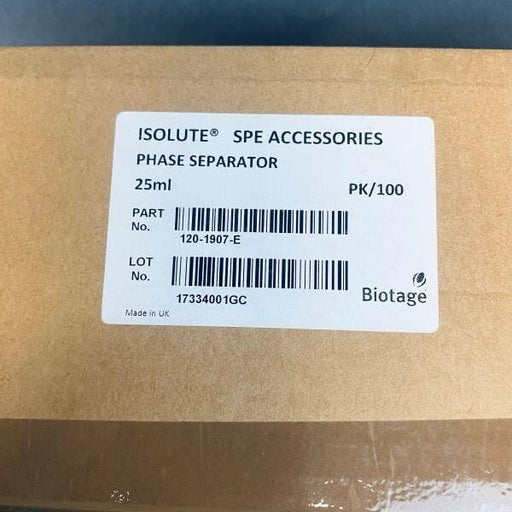 ISOLUTE® SPE ACCESSORIES
PHASE SEPARATOR
25ml PK/100
PART No.
120-1907-E
LOT No.
17334001GC
Biotage
Made in UK